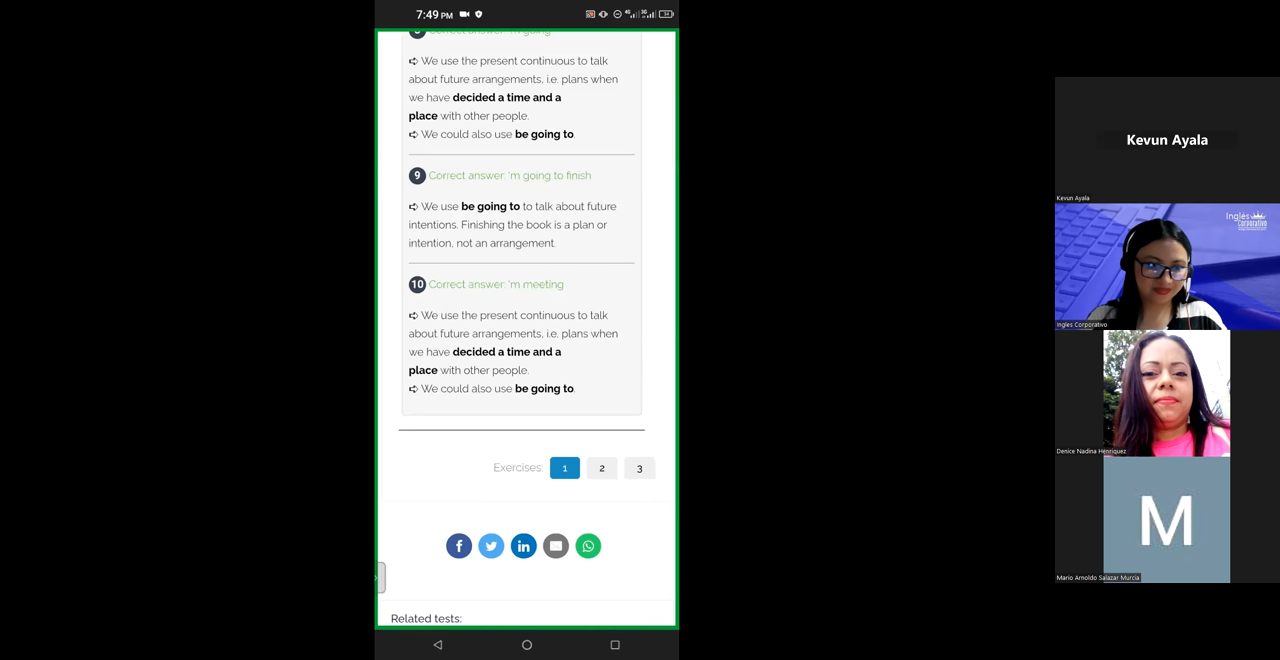 7:49 PM
Correct answer: 'm going
➪ We use the present continuous to talk
about future arrangements, i.e. plans when
we have decided a time and a
place with other people.
➪ We could also use be going to.
9 Correct answer: 'm going to finish
➪ We use be going to to talk about future
intentions. Finishing the book is a plan or
intention, not an arrangement.
10 Correct answer: 'm meeting
➪ We use the present continuous to talk
about future arrangements, i.e. plans when
we have decided a time and a
place with other people.
➪ We could also use be going to.
Exercises: 1 2 3
Related tests:
Kevun Ayala
Kevun Ayala
Inglés
Corporativo
Ingles Corporativo
Denice Nadina Henriquez
M
Mario Arnoldo Salazar Murcia